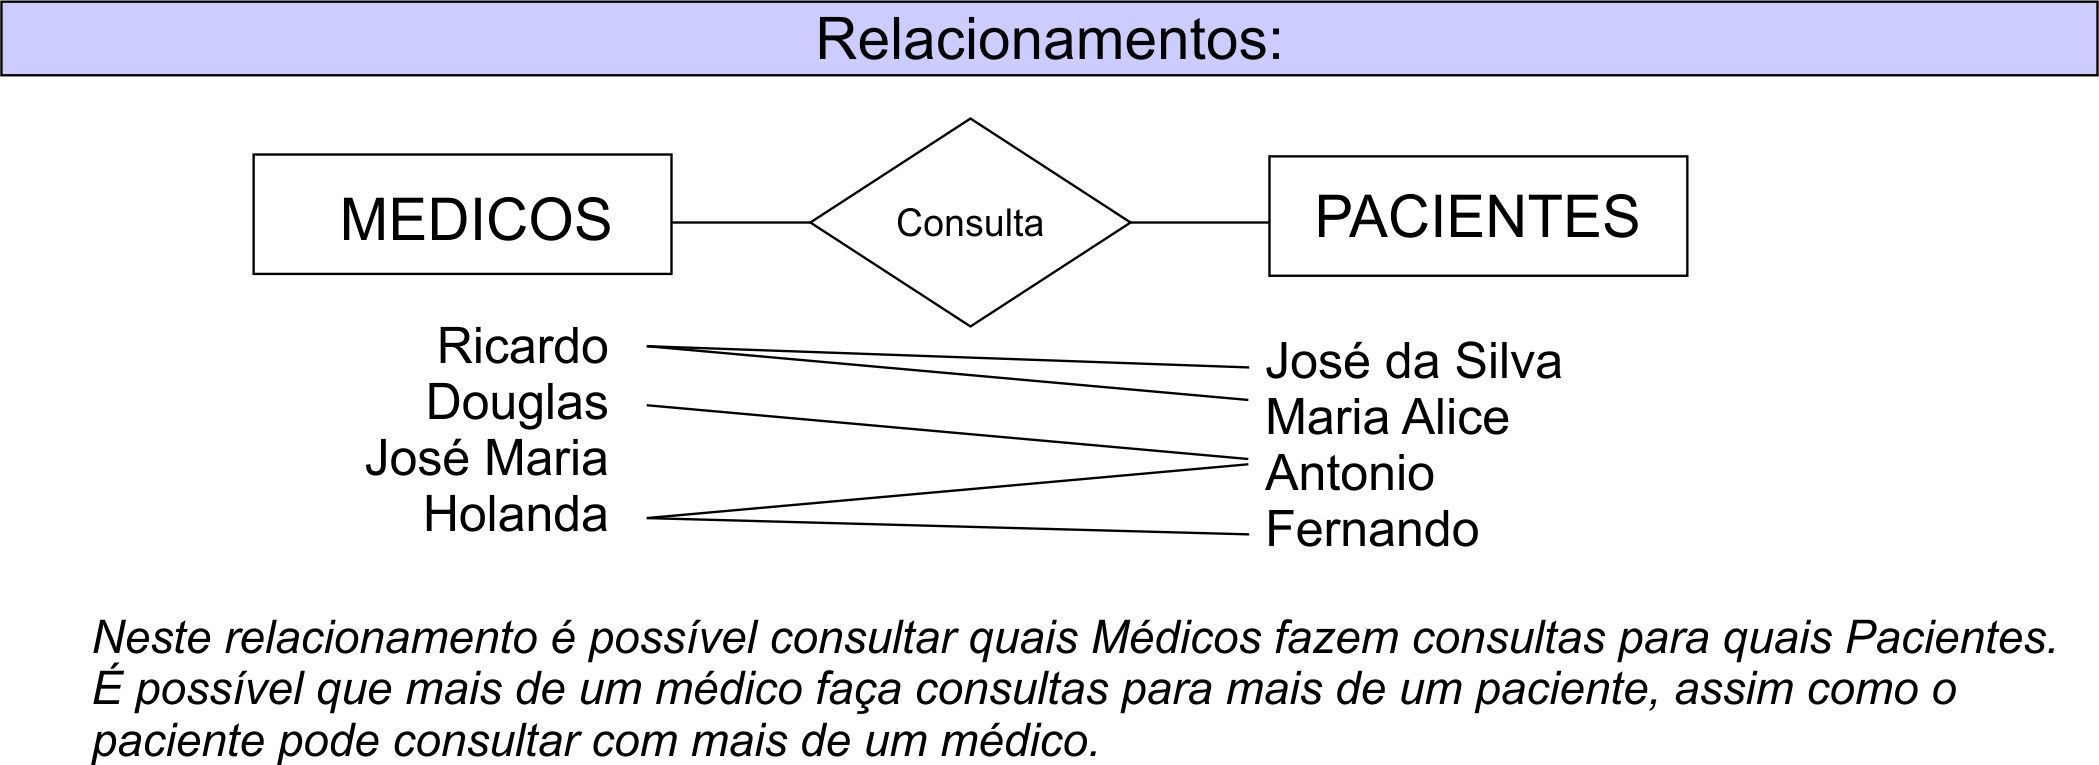 Relacionamentos:
MEDICOS
Consulta
PACIENTES
Ricardo
Douglas
José Maria
Holanda
José da Silva
Maria Alice
Antonio
Fernando
Neste relacionamento é possível consultar quais Médicos fazem consultas para quais Pacientes.
É possível que mais de um médico faça consultas para mais de um paciente, assim como o
paciente pode consultar com mais de um médico.